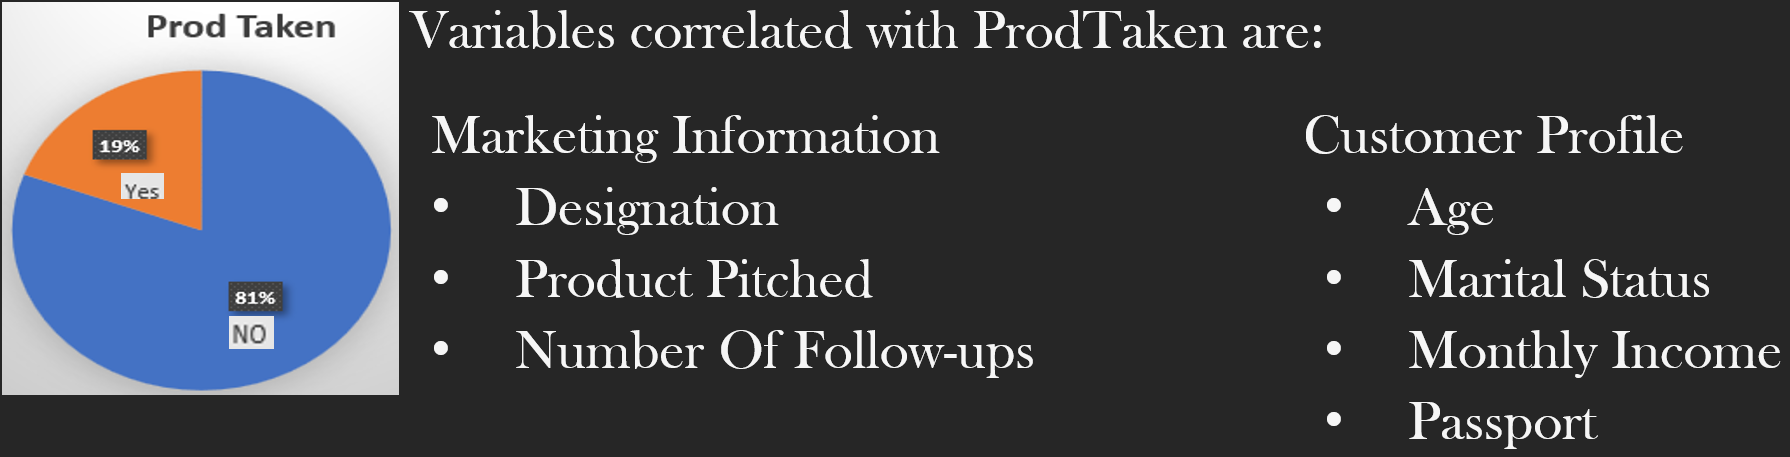 Prod Taken
19%
Yes
81%
NO
Variables correlated with ProdTaken are:
Marketing Information
• Designation
• Product Pitched
• Number Of Follow-ups
Customer Profile
• Age
• Marital Status
• Monthly Income
• Passport